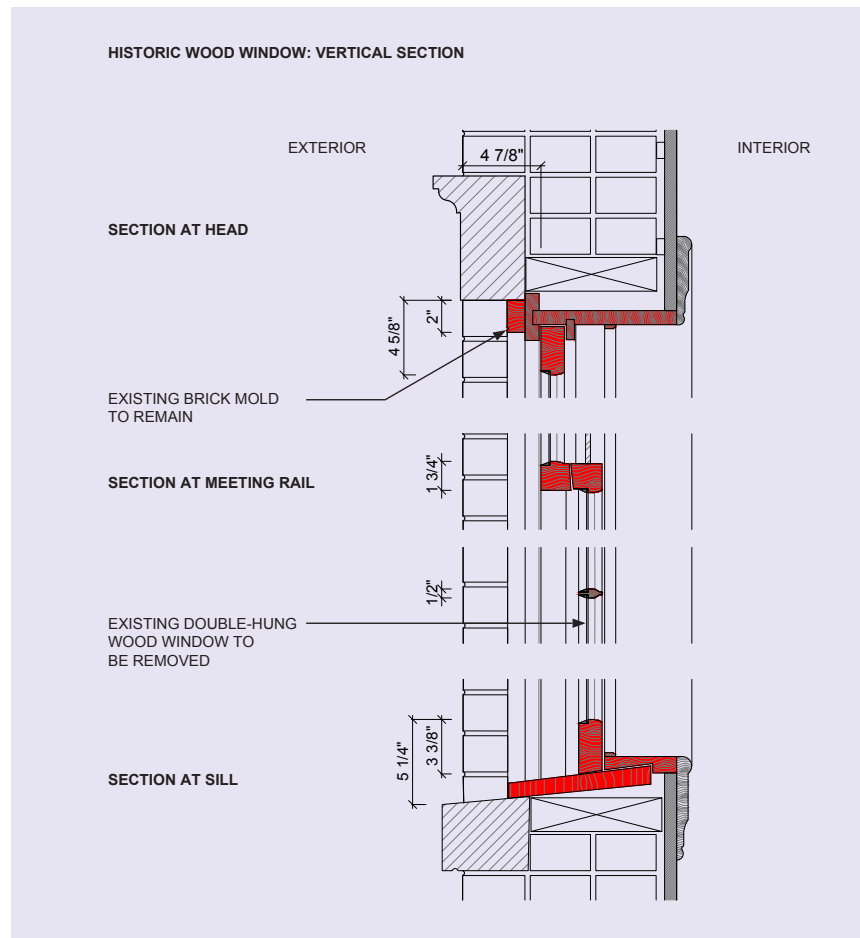 HISTORIC WOOD WINDOW: VERTICAL SECTION
EXTERIOR
4 7/8"
INTERIOR
SECTION AT HEAD
4 5/8"
2"
EXISTING BRICK MOLD
TO REMAIN
SECTION AT MEETING RAIL
1 3/4"
1/2"
EXISTING DOUBLE-HUNG
WOOD WINDOW TO
BE REMOVED
5 1/4"
3 3/8"
SECTION AT SILL